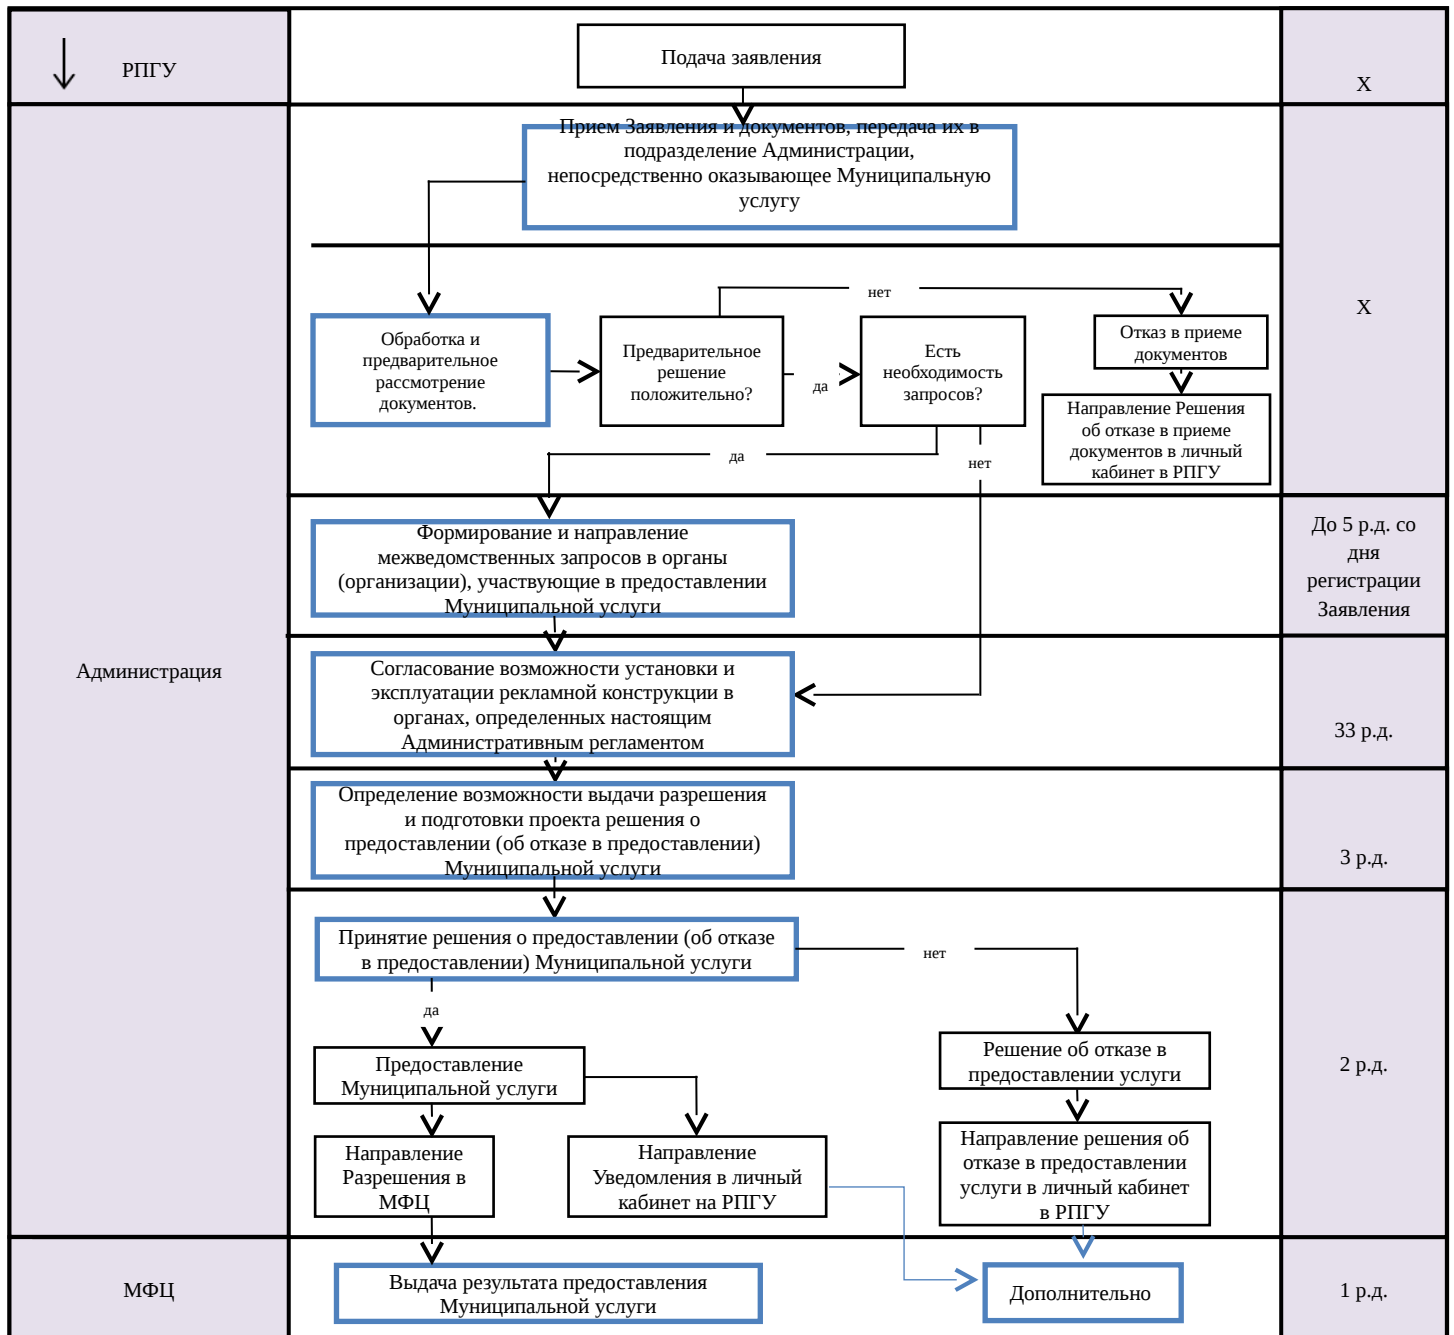 РПГУ
Подача заявления
Х
Прием Заявления и документов, передача их в
подразделение Администрации,
непосредственно оказывающее Муниципальную
услугу
нет
Х
Обработка и
предварительное
рассмотрение
документов.
Предварительное
решение
положительно?
да
Есть
необходимость
запросов?
Отказ в приеме
документов
Направление Решения
об отказе в приеме
документов в личный
кабинет в РПГУ
да
нет
Формирование и направление
межведомственных запросов в органы
(организации), участвующие в предоставлении
Муниципальной услуги
До 5 р.д. со
дня
регистрации
Заявления
Администрация
Согласование возможности установки и
эксплуатации рекламной конструкции в
органах, определенных настоящим
Административным регламентом
33 р.д.
Определение возможности выдачи разрешения
и подготовки проекта решения о
предоставлении (об отказе в предоставлении)
Муниципальной услуги
3 р.д.
Принятие решения о предоставлении (об отказе
в предоставлении) Муниципальной услуги
нет
да
Предоставление
Муниципальной услуги
Решение об отказе в
предоставлении услуги
2 р.д.
Направление
Разрешения в
МФЦ
Направление
Уведомления в личный
кабинет на РПГУ
Направление решения об
отказе в предоставлении
услуги в личный кабинет
в РПГУ
МФЦ
Выдача результата предоставления
Муниципальной услуги
Дополнительно
1 р.д.